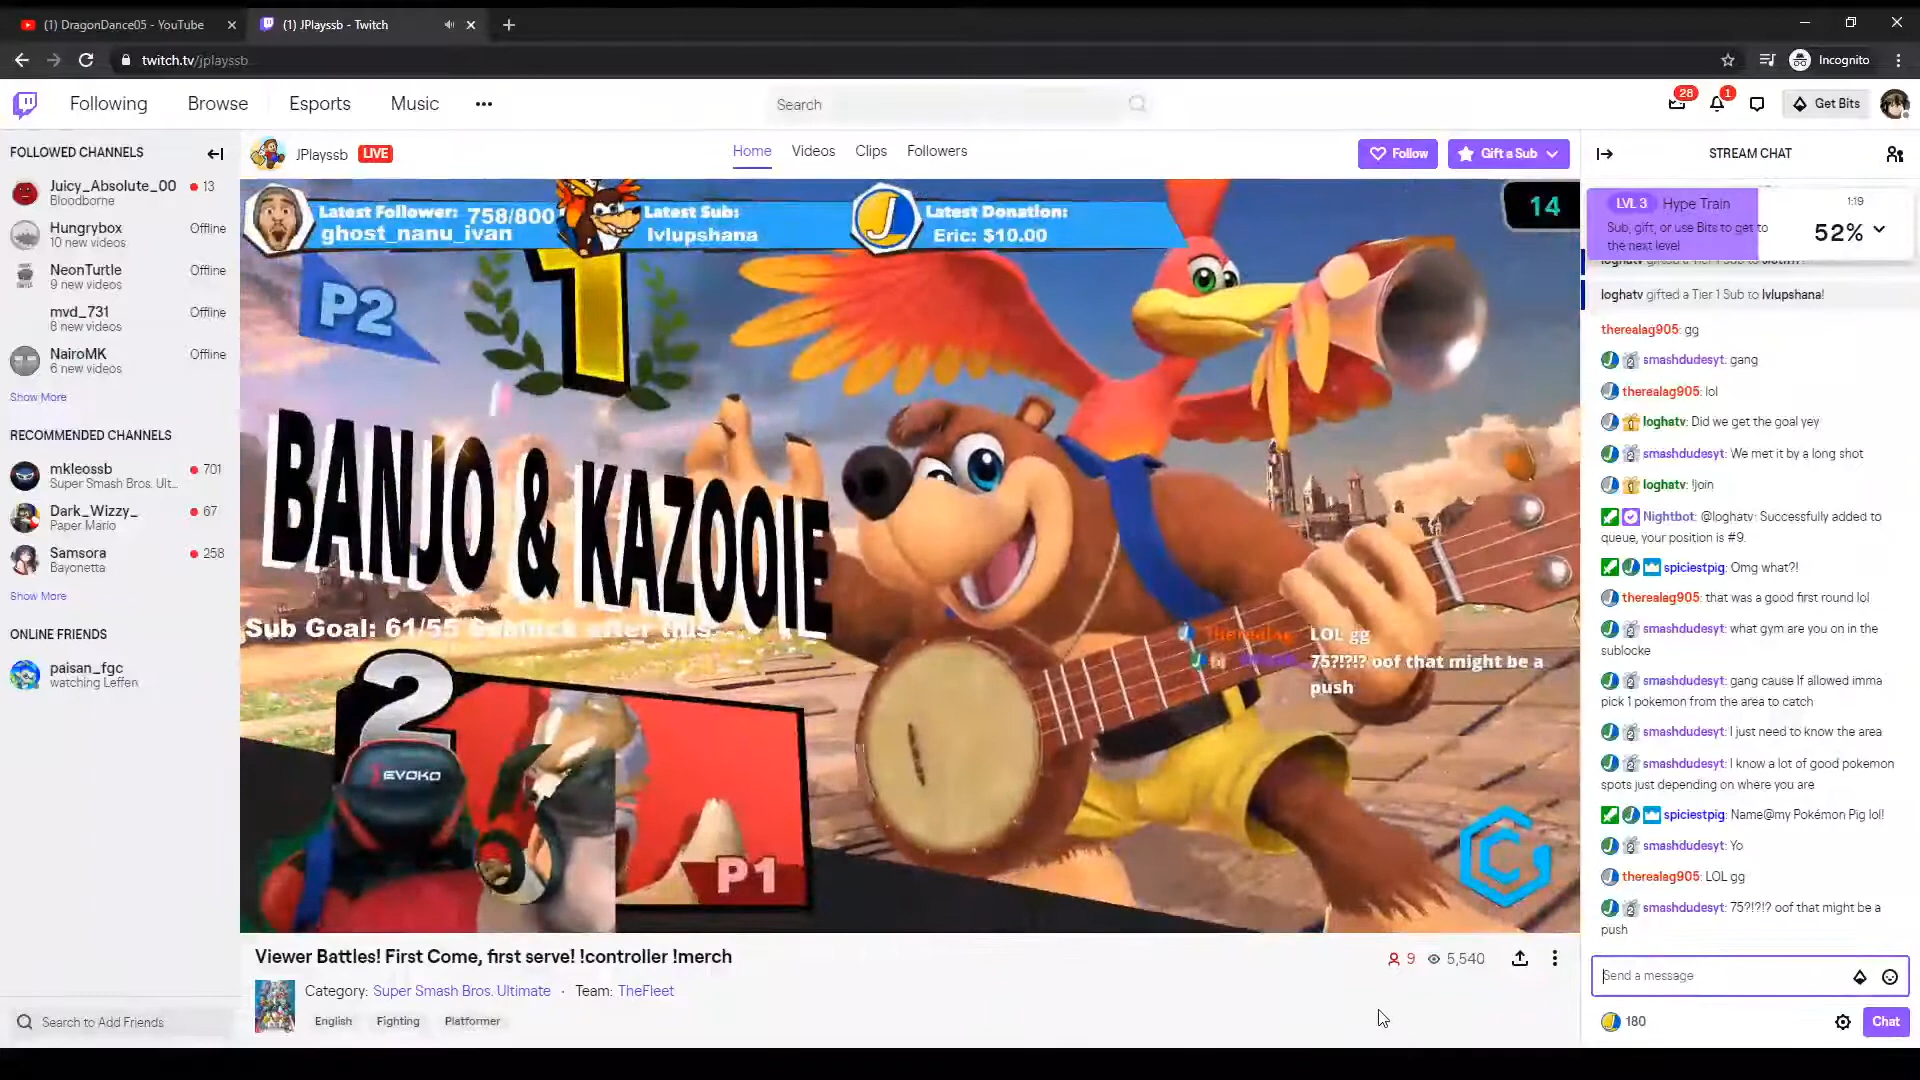 (1) DragonDance05 - YouTube
(1) JPlayssb - Twitch
twitch.tv/jplayssb
Incognito
Following
Browse
Esports
Music
Search
28
1
Get Bits
FOLLOWED CHANNELS
Juicy_Absolute_00
13
Bloodborne
Hungrybox
Offline
10 new videos
NeonTurtle
Offline
9 new videos
mvd_731
Offline
8 new videos
NairoMK
Offline
6 new videos
Show More
RECOMMENDED CHANNELS
mkleossb
701
Super Smash Bros. Ult...
Dark_Wizzy_
67
Paper Mario
Samsora
258
Bayonetta
Show More
ONLINE FRIENDS
paisan_fgc
watching Leffen
Search to Add Friends
JPlayssb
LIVE
Home
Videos
Clips
Followers
Follow
Gift a Sub
Latest Follower: 758/800
ghost_nanu_ivan
Latest Sub:
lvlupshana
Latest Donation:
Eric: $10.00
14
P2
1
BANJO & KAZOOIE
Sub Goal: 61/55
after this
LOL gg
75?!?!? oof that might be a
push
2
EVOKO
P1
Viewer Battles! First Come, first serve! !controller !merch
9
5,540
Category: Super Smash Bros. Ultimate · Team: TheFleet
English
Fighting
Platformer
STREAM CHAT
LVL 3 Hype Train
1:19
Sub, gift, or use Bits to get to
the next level
52%
loghatv gifted a Tier 1 Sub to lvlupshana!
therealag905: gg
smashdudesyt: gang
therealag905: lol
loghatv: Did we get the goal yey
smashdudesyt: We met it by a long shot
loghatv: !join
Nightbot: @loghatv: Successfully added to
queue, your position is #9.
spiciestpig: Omg what?!
therealag905: that was a good first round lol
smashdudesyt: what gym are you on in the
sublocke
smashdudesyt: gang cause If allowed imma
pick 1 pokemon from the area to catch
smashdudesyt: I just need to know the area
smashdudesyt: I know a lot of good pokemon
spots just depending on where you are
spiciestpig: Name@my Pokémon Pig lol!
smashdudesyt: Yo
therealag905: LOL gg
smashdudesyt: 75?!?!? oof that might be a
push
Send a message
180
Chat